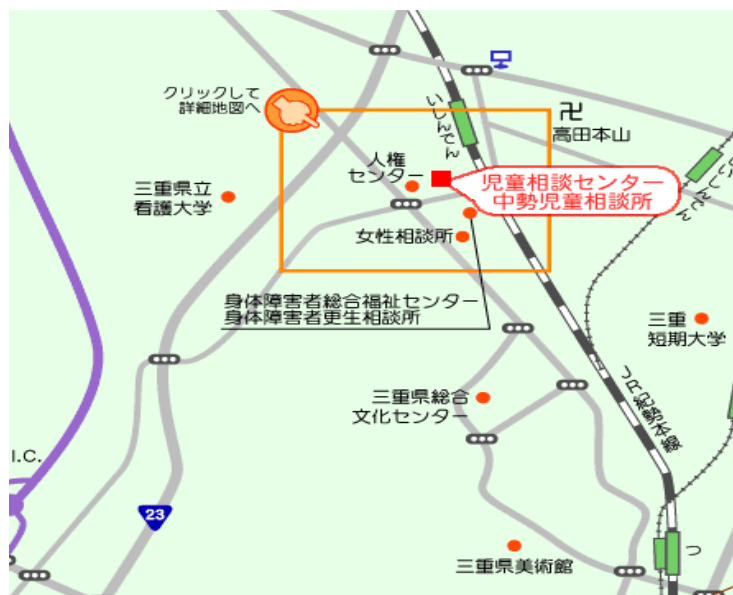 クリックして
詳細地図へ
いしんでん
卍
高田本山
人権
センター
児童相談センター
中勢児童相談所
三重県立
看護大学
女性相談所
身体障害者総合福祉センター
身体障害者更生相談所
三重
短期大学
JR紀勢本線
三重県総合
文化センター
I.C.
23
三重県美術館
つ